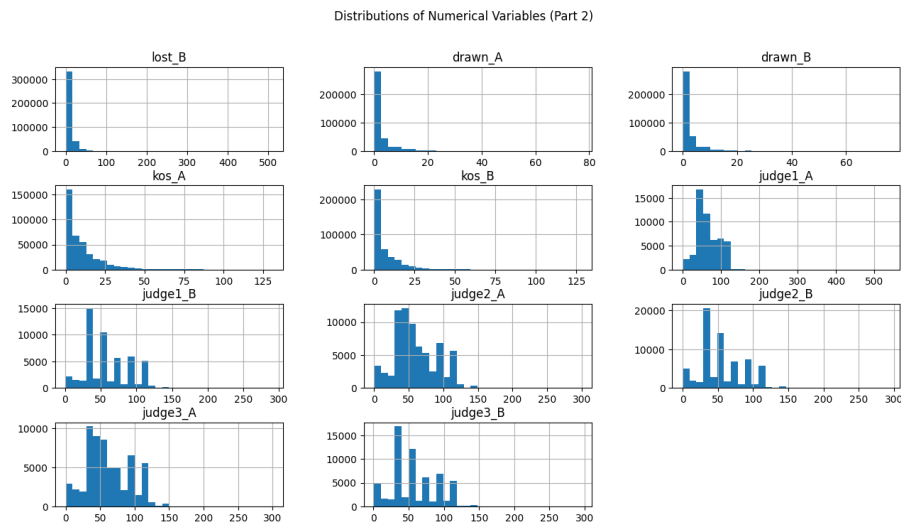 Distributions of Numerical Variables (Part 2)
lost_B
300000
200000
100000
0
0 100 200 300 400 500
drawn_A
200000
100000
0
0 20 40 60 80
drawn_B
200000
100000
0
0 20 40 60
kos_A
150000
100000
50000
0
0 25 50 75 100 125
kos_B
200000
100000
0
0 25 50 75 100 125
judge1_A
15000
10000
5000
0
0 100 200 300 400 500
judge1_B
15000
10000
5000
0
0 50 100 150 200 250 300
judge2_A
10000
5000
0
0 50 100 150 200 250 300
judge2_B
20000
10000
0
0 50 100 150 200 250 300
judge3_A
10000
5000
0
0 50 100 150 200 250 300
judge3_B
15000
10000
5000
0
0 50 100 150 200 250 300